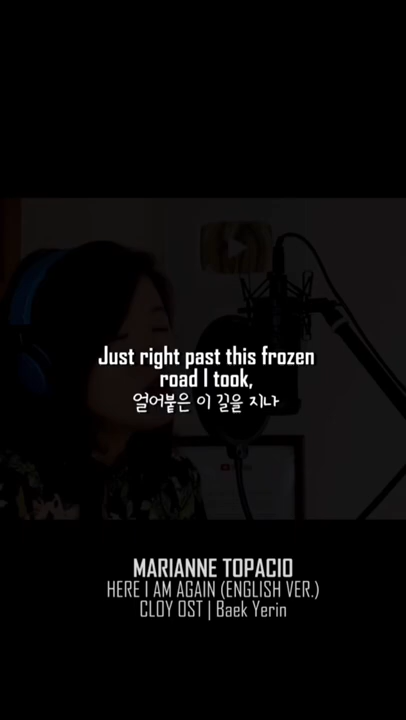 Just right past this frozen
road I took,
얼어붙은 이 길을 지나
MARIANNE TOPACIO
HERE I AM AGAIN (ENGLISH VER.)
CLOY OST | Baek Yerin